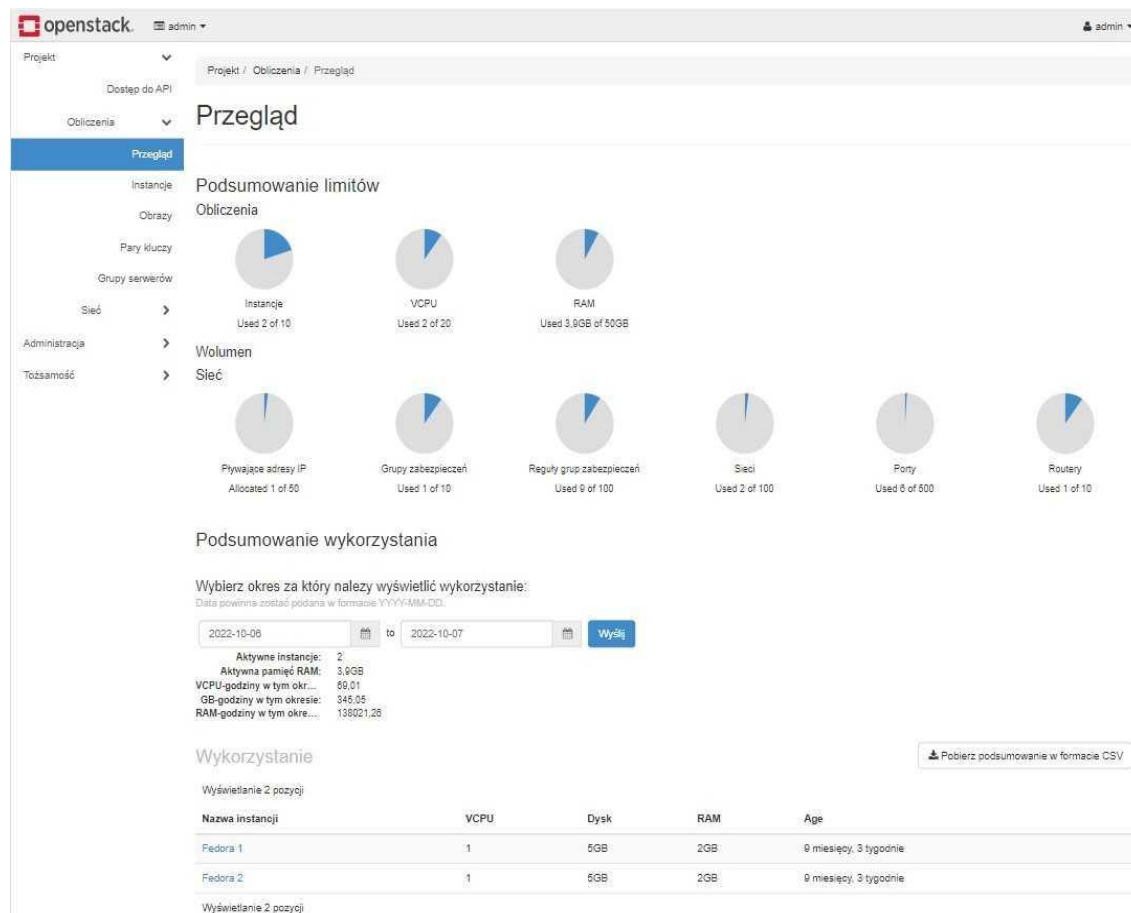 openstack. admin
admin
Projekt
Dostęp do API
Obliczenia
Przegląd
Instancje
Obrazy
Pary kluczy
Grupy serwerów
Sieć
Administracja
Tożsamość
Projekt / Obliczenia / Przegląd
Przegląd
Podsumowanie limitów
Obliczenia
Instancje
Used 2 of 10
VCPU
Used 2 of 20
RAM
Used 3,9GB of 50GB
Wolumen
Sieć
Pływające adresy IP
Allocated 1 of 50
Grupy zabezpieczeń
Used 1 of 10
Reguły grup zabezpieczeń
Used 9 of 100
Sieci
Used 2 of 100
Porty
Used 6 of 500
Routery
Used 1 of 10
Podsumowanie wykorzystania
Wybierz okres za który nalezy wyświetlić wykorzystanie:
Data powinna zostać podana w formacie YYYY-MM-DD.
2022-10-06 to 2022-10-07 Wyślij
Aktywne instancje: 2
Aktywna pamięć RAM: 3,9GB
VCPU-godziny w tym okr... 69,01
GB-godziny w tym okresie: 345,05
RAM-godziny w tym okre... 138021,26
Wykorzystanie
Pobierz podsumowanie w formacie CSV
Wyświetlanie 2 pozycji
Nazwa instancji VCPU Dysk RAM Age
Fedora 1 1 5GB 2GB 9 miesięcy, 3 tygodnie
Fedora 2 1 5GB 2GB 9 miesięcy, 3 tygodnie
Wyświetlanie 2 pozycji